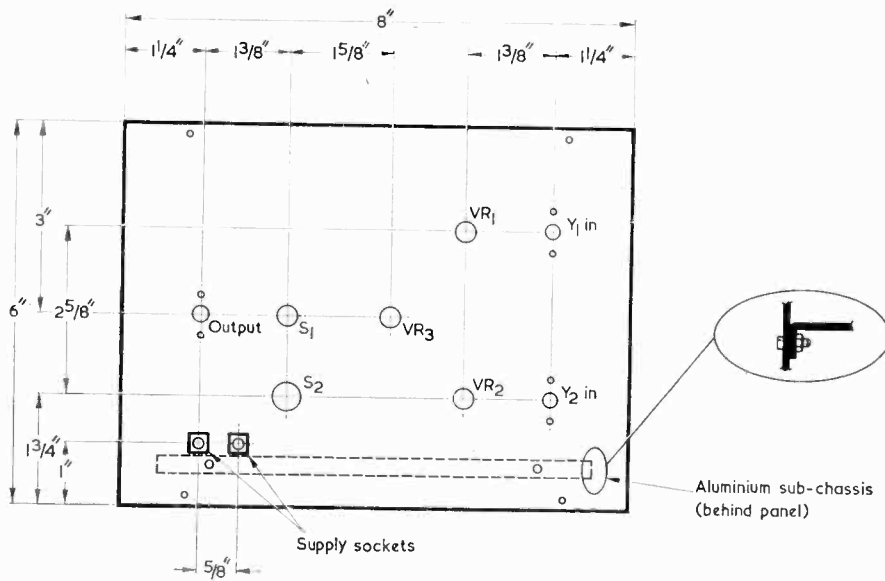 8"
1 1/4" 1 3/8" 1 5/8" 1 3/8" 1 1/4"
3"
VR1
Y1 in
6"
2 5/8"
Output
S1
VR3
S2
VR2
Y2 in
1 3/4"
1"
Aluminium sub-chassis
(behind panel)
Supply sockets
5/8"